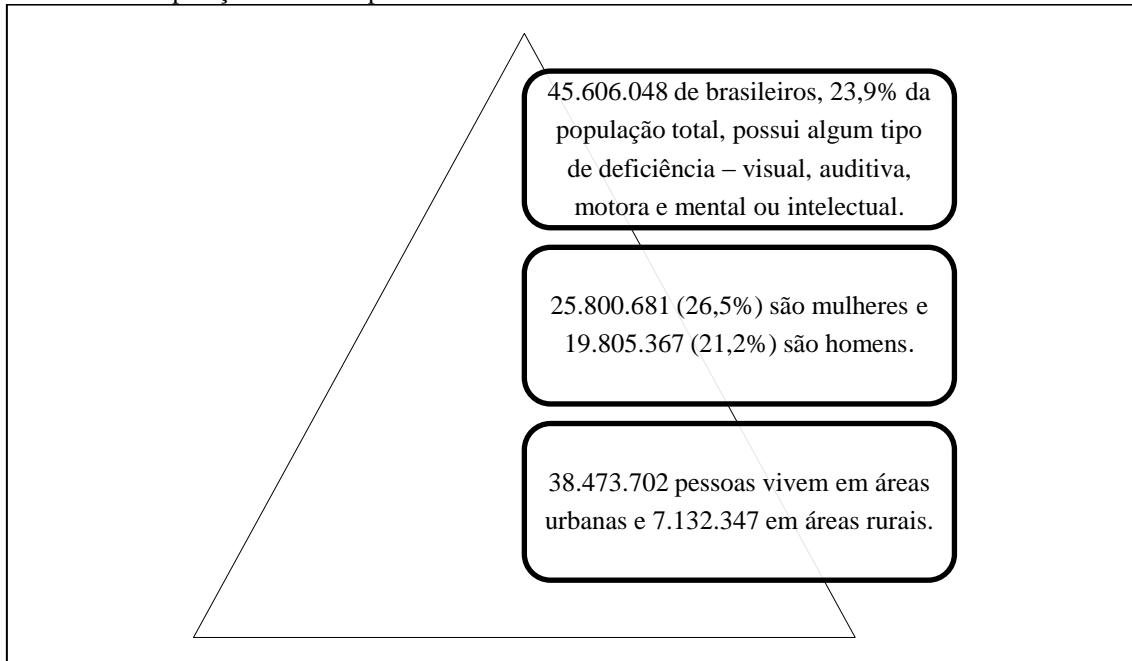 45.606.048 de brasileiros, 23,9% da
população total, possui algum tipo
de deficiência – visual, auditiva,
motora e mental ou intelectual.
25.800.681 (26,5%) são mulheres e
19.805.367 (21,2%) são homens.
38.473.702 pessoas vivem em áreas
urbanas e 7.132.347 em áreas rurais.